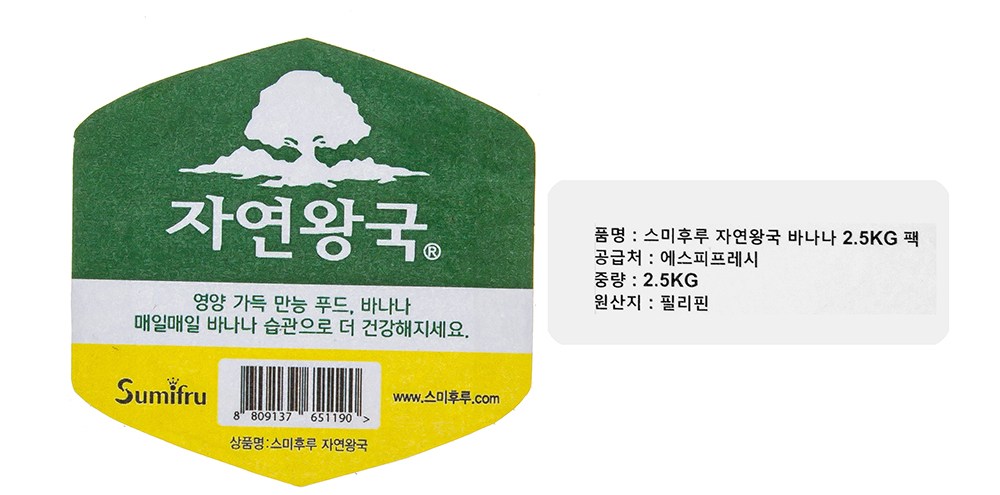 자연왕국®
영양 가득 만능 푸드, 바나나
매일매일 바나나 습관으로 더 건강해지세요.
Sumifru
8 809137 651190 >
www.스미후루.com
상품명:스미후루 자연왕국
품명 : 스미후루 자연왕국 바나나 2.5KG 팩
공급처 : 에스피프레시
중량 : 2.5KG
원산지 : 필리핀